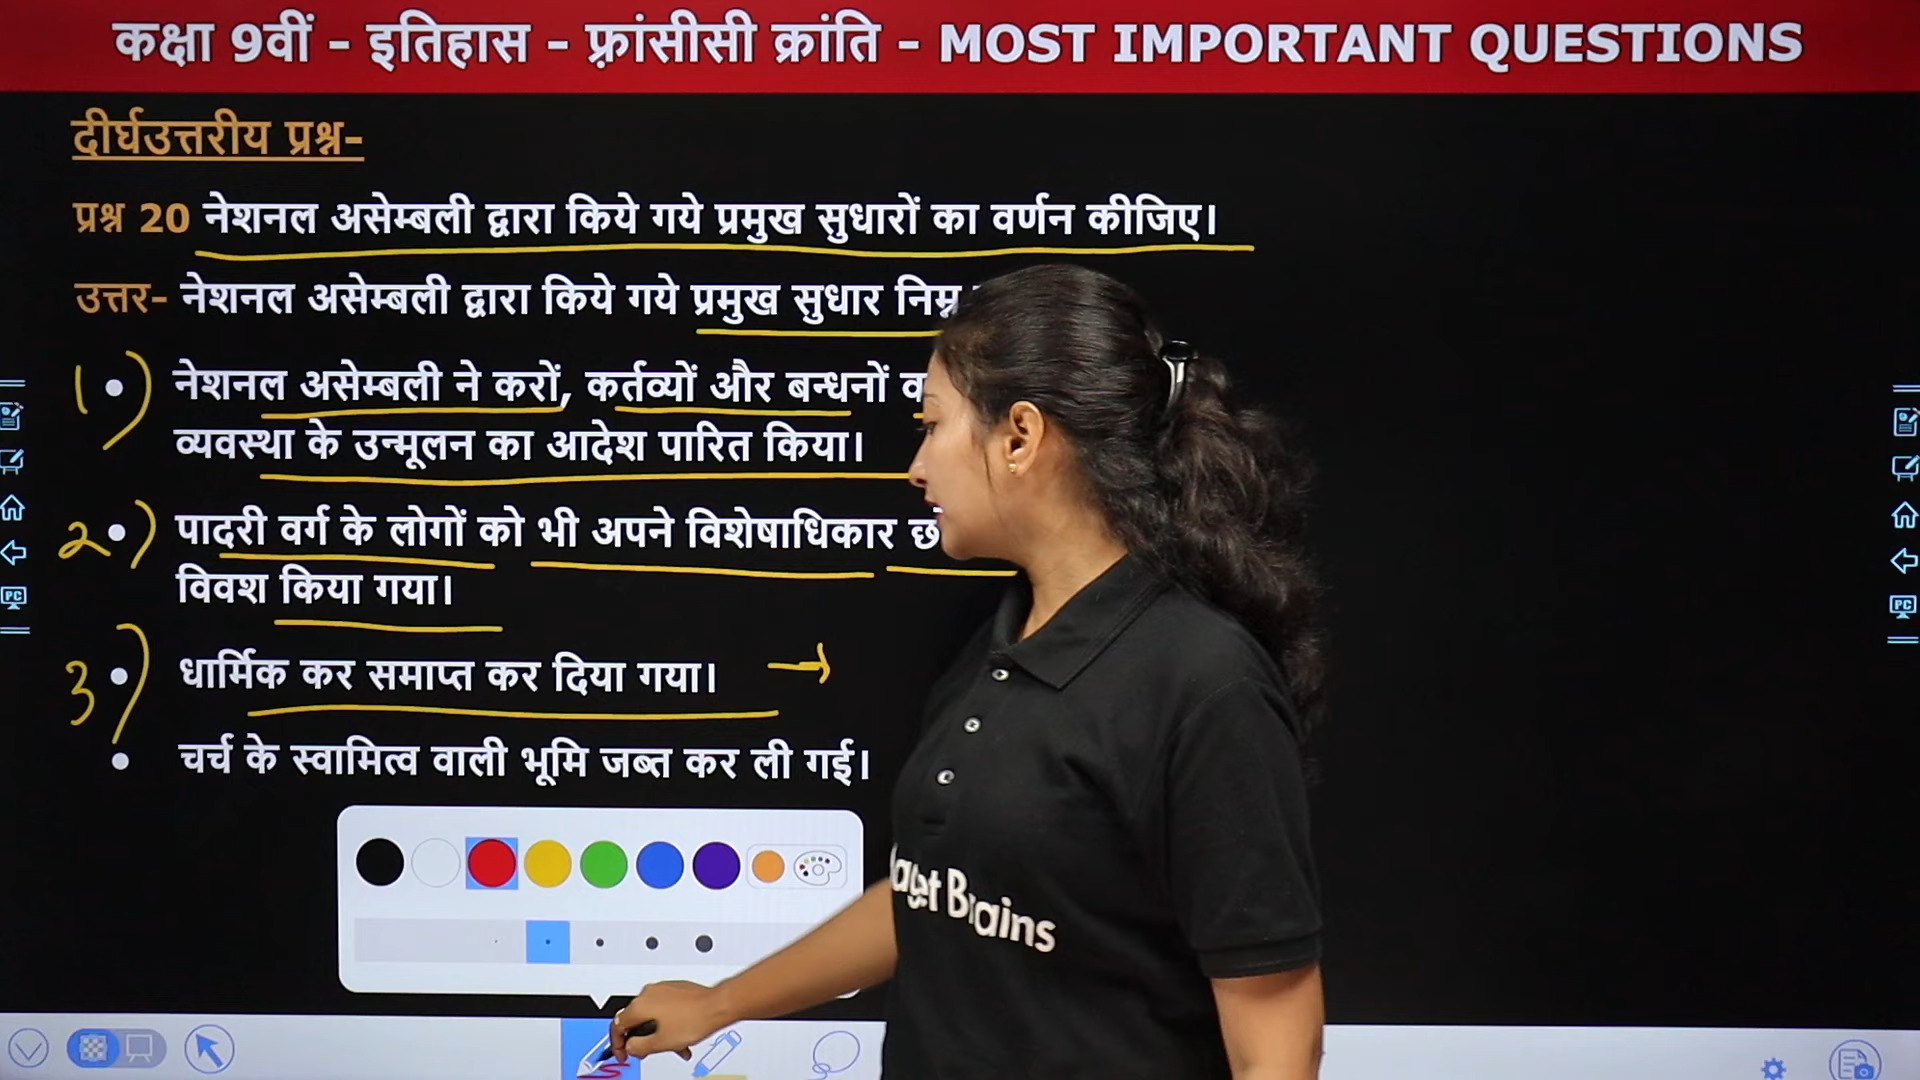 कक्षा 9वीं - इतिहास - फ़्रांसीसी क्रांति - MOST IMPORTANT QUESTIONS
दीर्घउत्तरीय प्रश्न-
प्रश्न 20 नेशनल असेम्बली द्वारा किये गये प्रमुख सुधारों का वर्णन कीजिए।
उत्तर- नेशनल असेम्बली द्वारा किये गये प्रमुख सुधार निम्न
1) नेशनल असेम्बली ने करों, कर्तव्यों और बन्धनों
व्यवस्था के उन्मूलन का आदेश पारित किया।
2) पादरी वर्ग के लोगों को भी अपने विशेषाधिकार
विवश किया गया।
3) धार्मिक कर समाप्त कर दिया गया। →
• चर्च के स्वामित्व वाली भूमि जब्त कर ली गई।
Brains
PC
PC